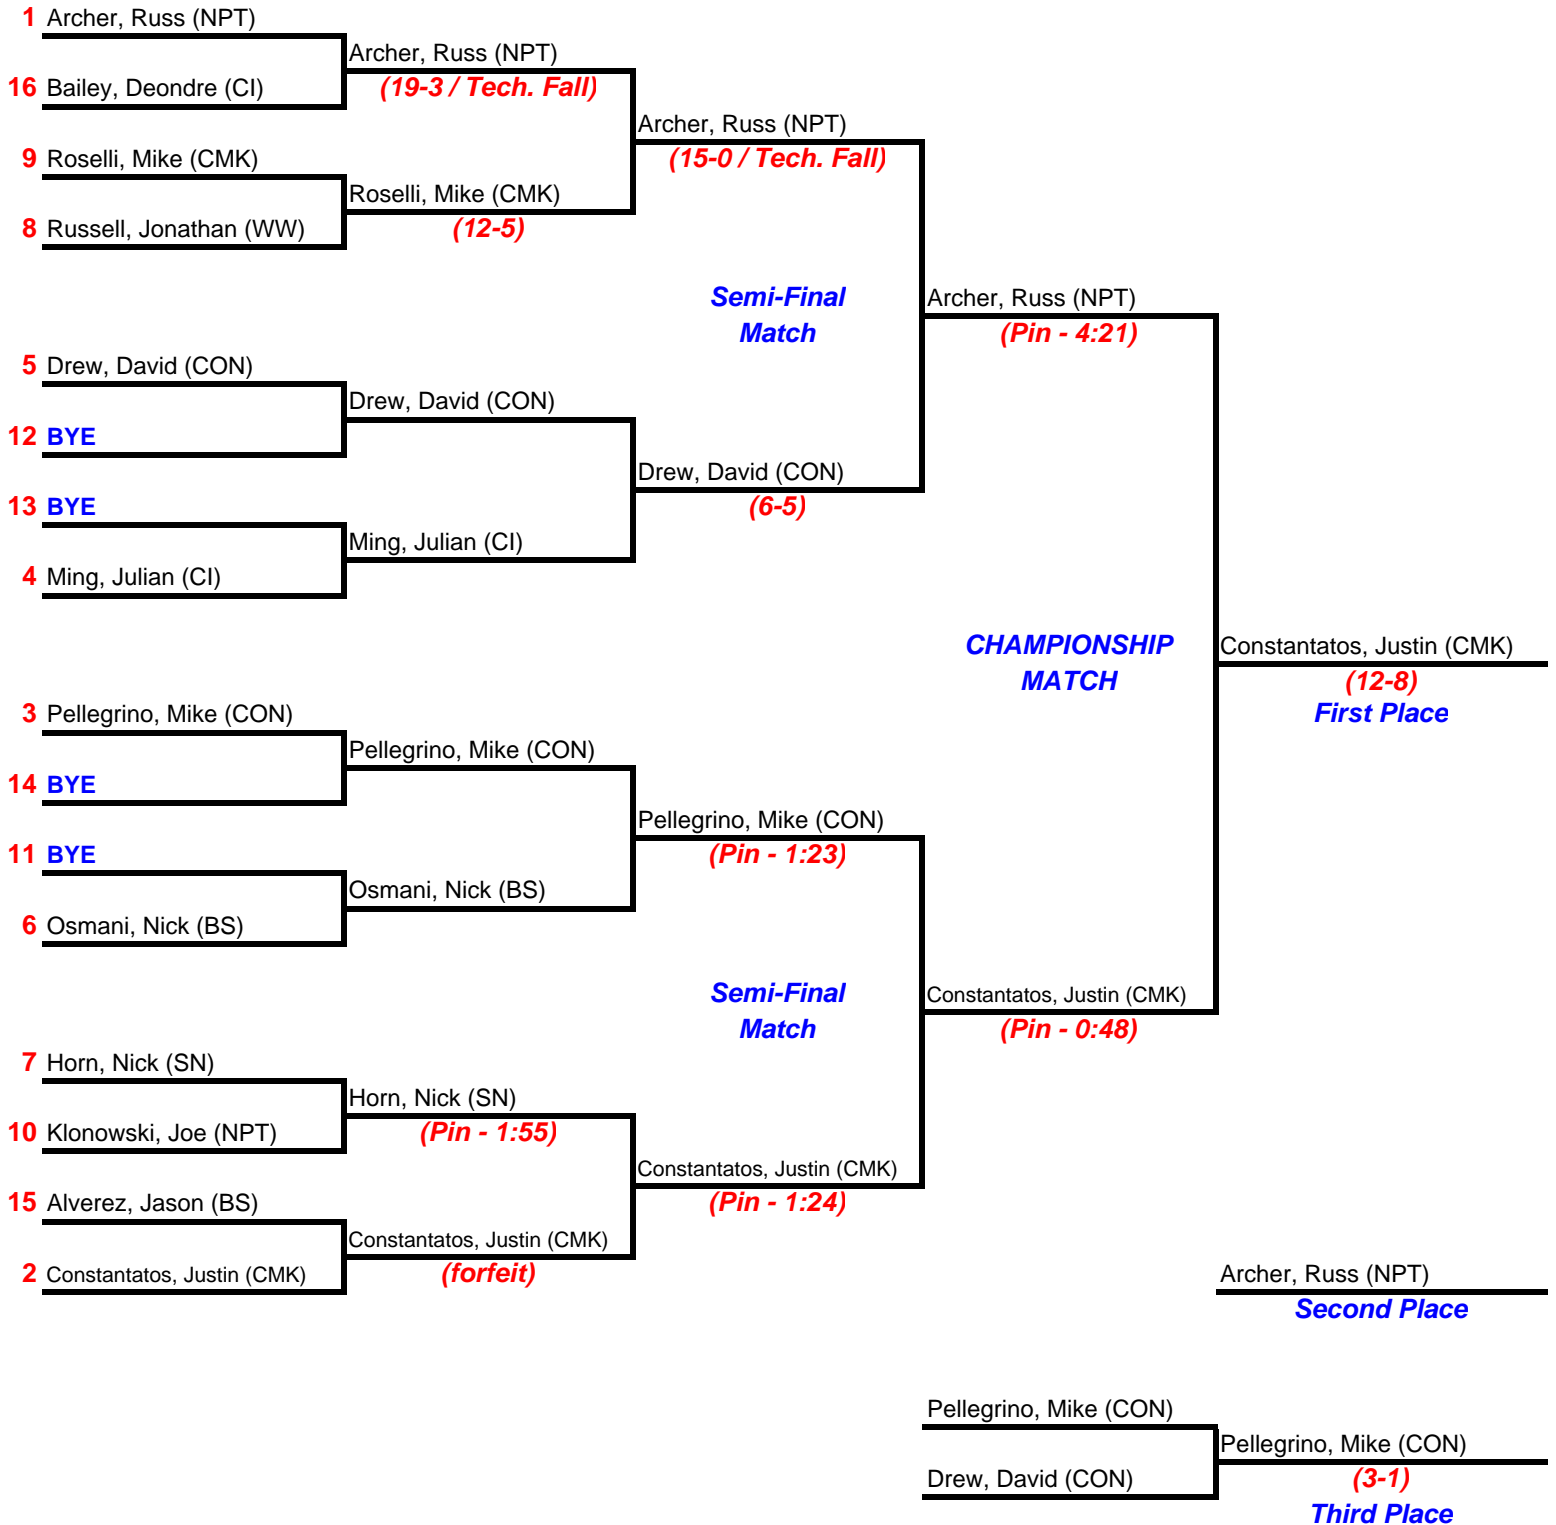 1 Archer, Russ (NPT)
Archer, Russ (NPT)
16 Bailey, Deondre (CI)
(19-3 / Tech. Fall)
Archer, Russ (NPT)
9 Roselli, Mike (CMK)
(15-0 / Tech. Fall)
Roselli, Mike (CMK)
8 Russell, Jonathan (WW)
(12-5)
Semi-Final
Match
Archer, Russ (NPT)
(Pin - 4:21)
5 Drew, David (CON)
Drew, David (CON)
12 BYE
Drew, David (CON)
13 BYE
(6-5)
Ming, Julian (CI)
4 Ming, Julian (CI)
CHAMPIONSHIP
MATCH
Constantatos, Justin (CMK)
(12-8)
First Place
3 Pellegrino, Mike (CON)
Pellegrino, Mike (CON)
14 BYE
Pellegrino, Mike (CON)
11 BYE
(Pin - 1:23)
Osmani, Nick (BS)
6 Osmani, Nick (BS)
Semi-Final
Match
Constantatos, Justin (CMK)
(Pin - 0:48)
7 Horn, Nick (SN)
Horn, Nick (SN)
10 Klonowski, Joe (NPT)
(Pin - 1:55)
Constantatos, Justin (CMK)
15 Alverez, Jason (BS)
(Pin - 1:24)
Constantatos, Justin (CMK)
2 Constantatos, Justin (CMK)
(forfeit)
Archer, Russ (NPT)
Second Place
Pellegrino, Mike (CON)
Pellegrino, Mike (CON)
Drew, David (CON)
(3-1)
Third Place